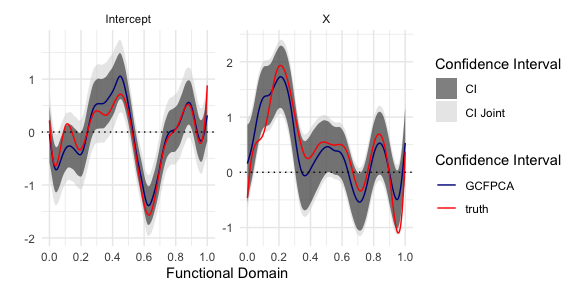 Intercept
X
1
0
-1
-2
2
1
0
-1
0.0 0.2 0.4 0.6 0.8 1.0
0.0 0.2 0.4 0.6 0.8 1.0
Functional Domain
Confidence Interval
CI
CI Joint
Confidence Interval
GCFPCA
truth